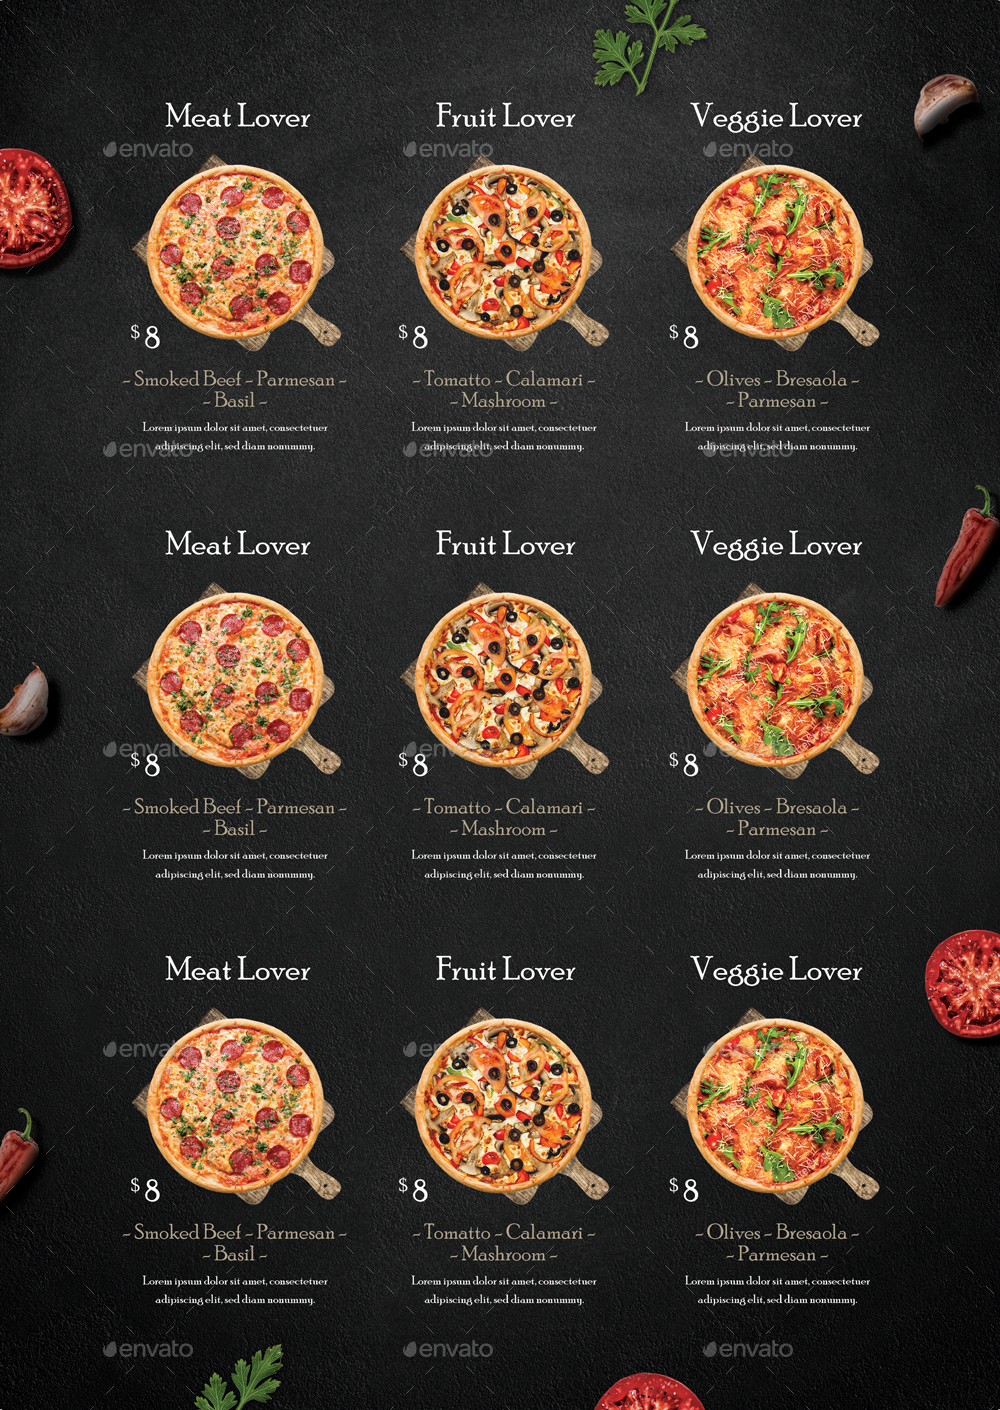 Meat Lover
Fruit Lover
Veggie Lover
envato envato envato
$8
$8
$8
- Smoked Beef - Parmesan -
- Basil -
- Tomatto - Calamari -
- Mashroom -
- Olives - Bresaola -
- Parmesan -
Lorem ipsum dolor sit amet, consectetuer
adipiscing elit, sed diam nonummy.
Lorem ipsum dolor sit amet, consectetuer
adipiscing elit, sed diam nonummy.
Lorem ipsum dolor sit amet, consectetuer
adipiscing elit, sed diam nonummy.
envato envato envato
Meat Lover
Fruit Lover
Veggie Lover
envato envato envato
$8
$8
$8
- Smoked Beef - Parmesan -
- Basil -
- Tomatto - Calamari -
- Mashroom -
- Olives - Bresaola -
- Parmesan -
Lorem ipsum dolor sit amet, consectetuer
adipiscing elit, sed diam nonummy.
Lorem ipsum dolor sit amet, consectetuer
adipiscing elit, sed diam nonummy.
Lorem ipsum dolor sit amet, consectetuer
adipiscing elit, sed diam nonummy.
Meat Lover
Fruit Lover
Veggie Lover
envato envato envato
$8
$8
$8
- Smoked Beef - Parmesan -
- Basil -
- Tomatto - Calamari -
- Mashroom -
- Olives - Bresaola -
- Parmesan -
Lorem ipsum dolor sit amet, consectetuer
adipiscing elit, sed diam nonummy.
Lorem ipsum dolor sit amet, consectetuer
adipiscing elit, sed diam nonummy.
Lorem ipsum dolor sit amet, consectetuer
adipiscing elit, sed diam nonummy.
envato envato envato